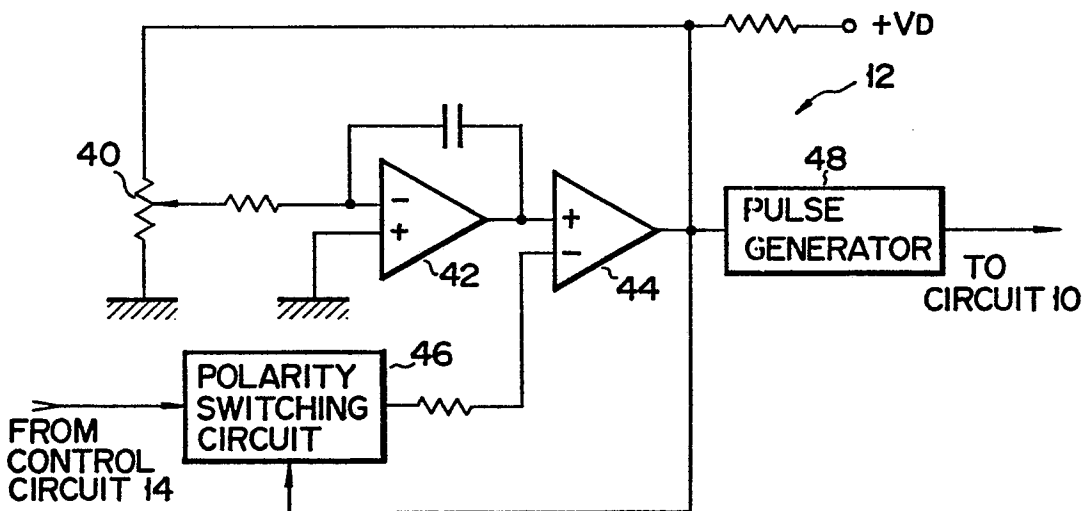 +VD
12
40
48
PULSE
GENERATOR
-
+
+
-
42
44
TO
CIRCUIT 10
46
POLARITY
SWITCHING
CIRCUIT
FROM
CONTROL
CIRCUIT 14